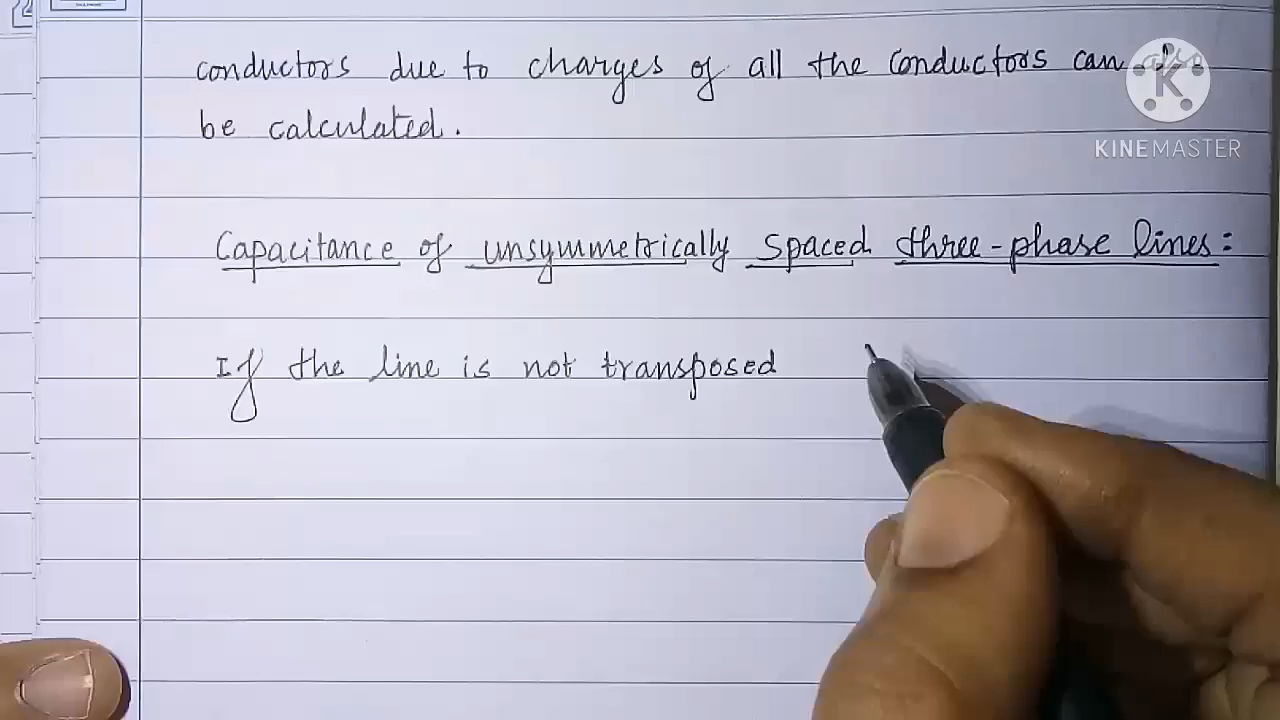 conductors due to charges of all the conductors can also
be calculated.
Capacitance of unsymmetrically spaced three-phase lines:
If the line is not transposed
K
KINEMASTER